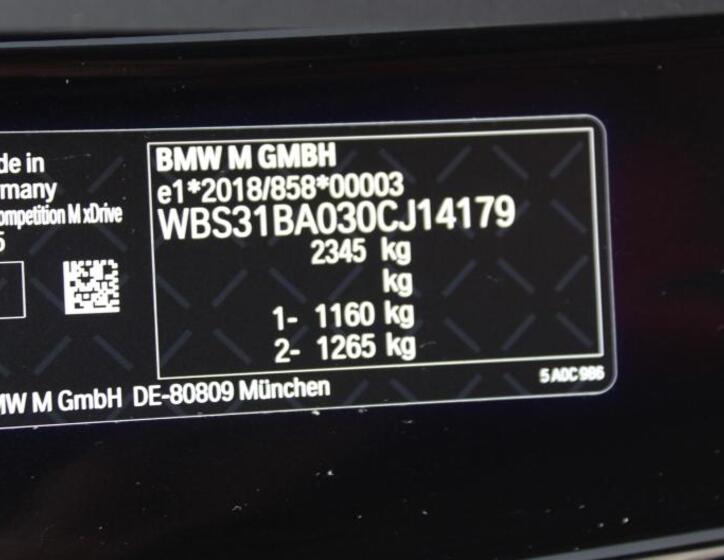 de in
rmany
ompetition M xDrive
BMW M GMBH
e1*2018/858*00003
WBS31BA030CJ14179
2345 kg
kg
1- 1160 kg
2- 1265 kg
5 A0C 986
MW M GmbH DE-80809 München